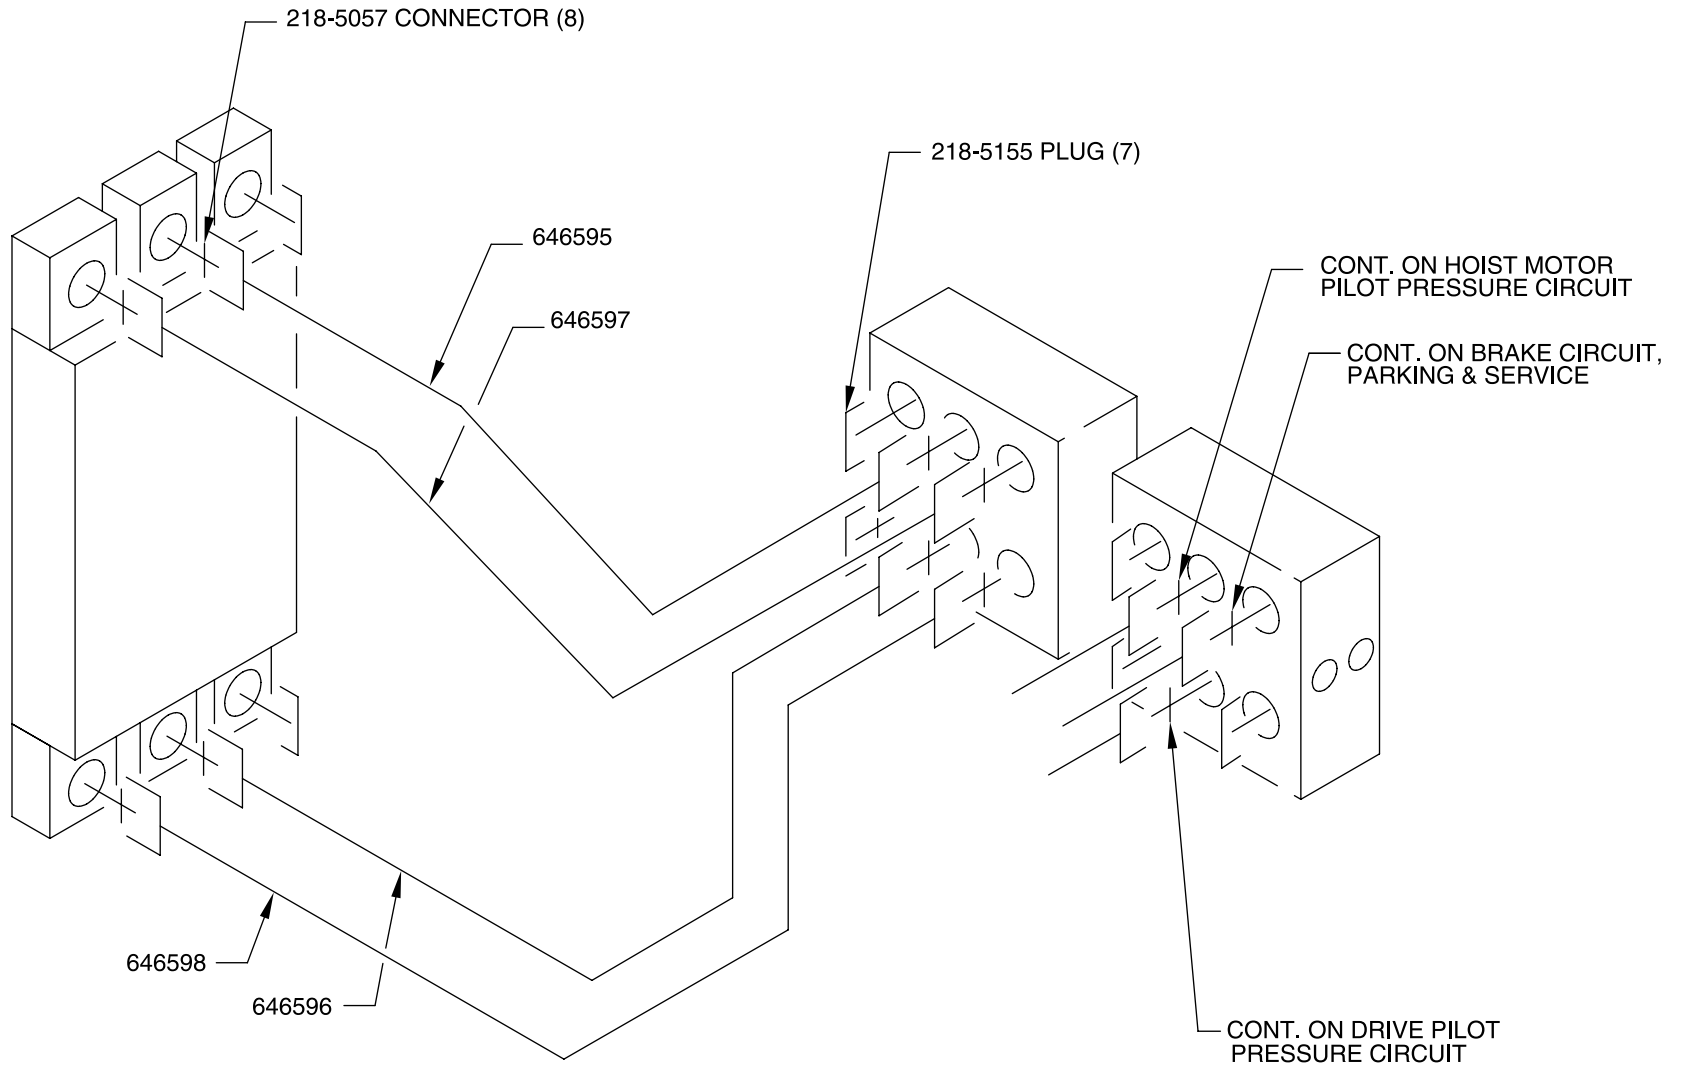 218-5057 CONNECTOR (8)
218-5155 PLUG (7)
646595
646597
CONT. ON HOIST MOTOR
PILOT PRESSURE CIRCUIT
CONT. ON BRAKE CIRCUIT,
PARKING & SERVICE
646598
646596
CONT. ON DRIVE PILOT
PRESSURE CIRCUIT